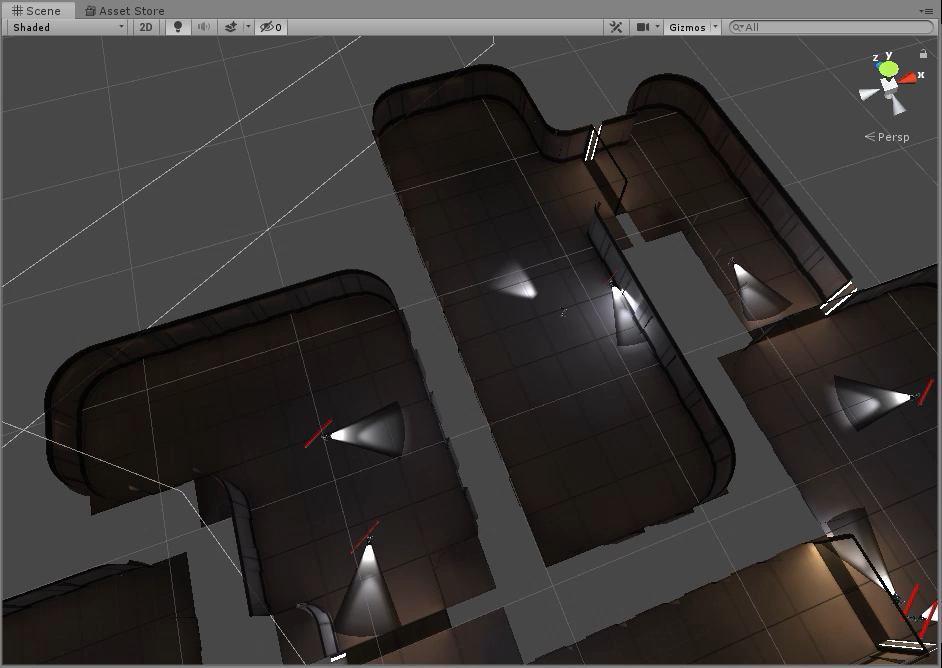 Scene Asset Store
Shaded 2D 0 Gizmos All
y
z
x
Persp